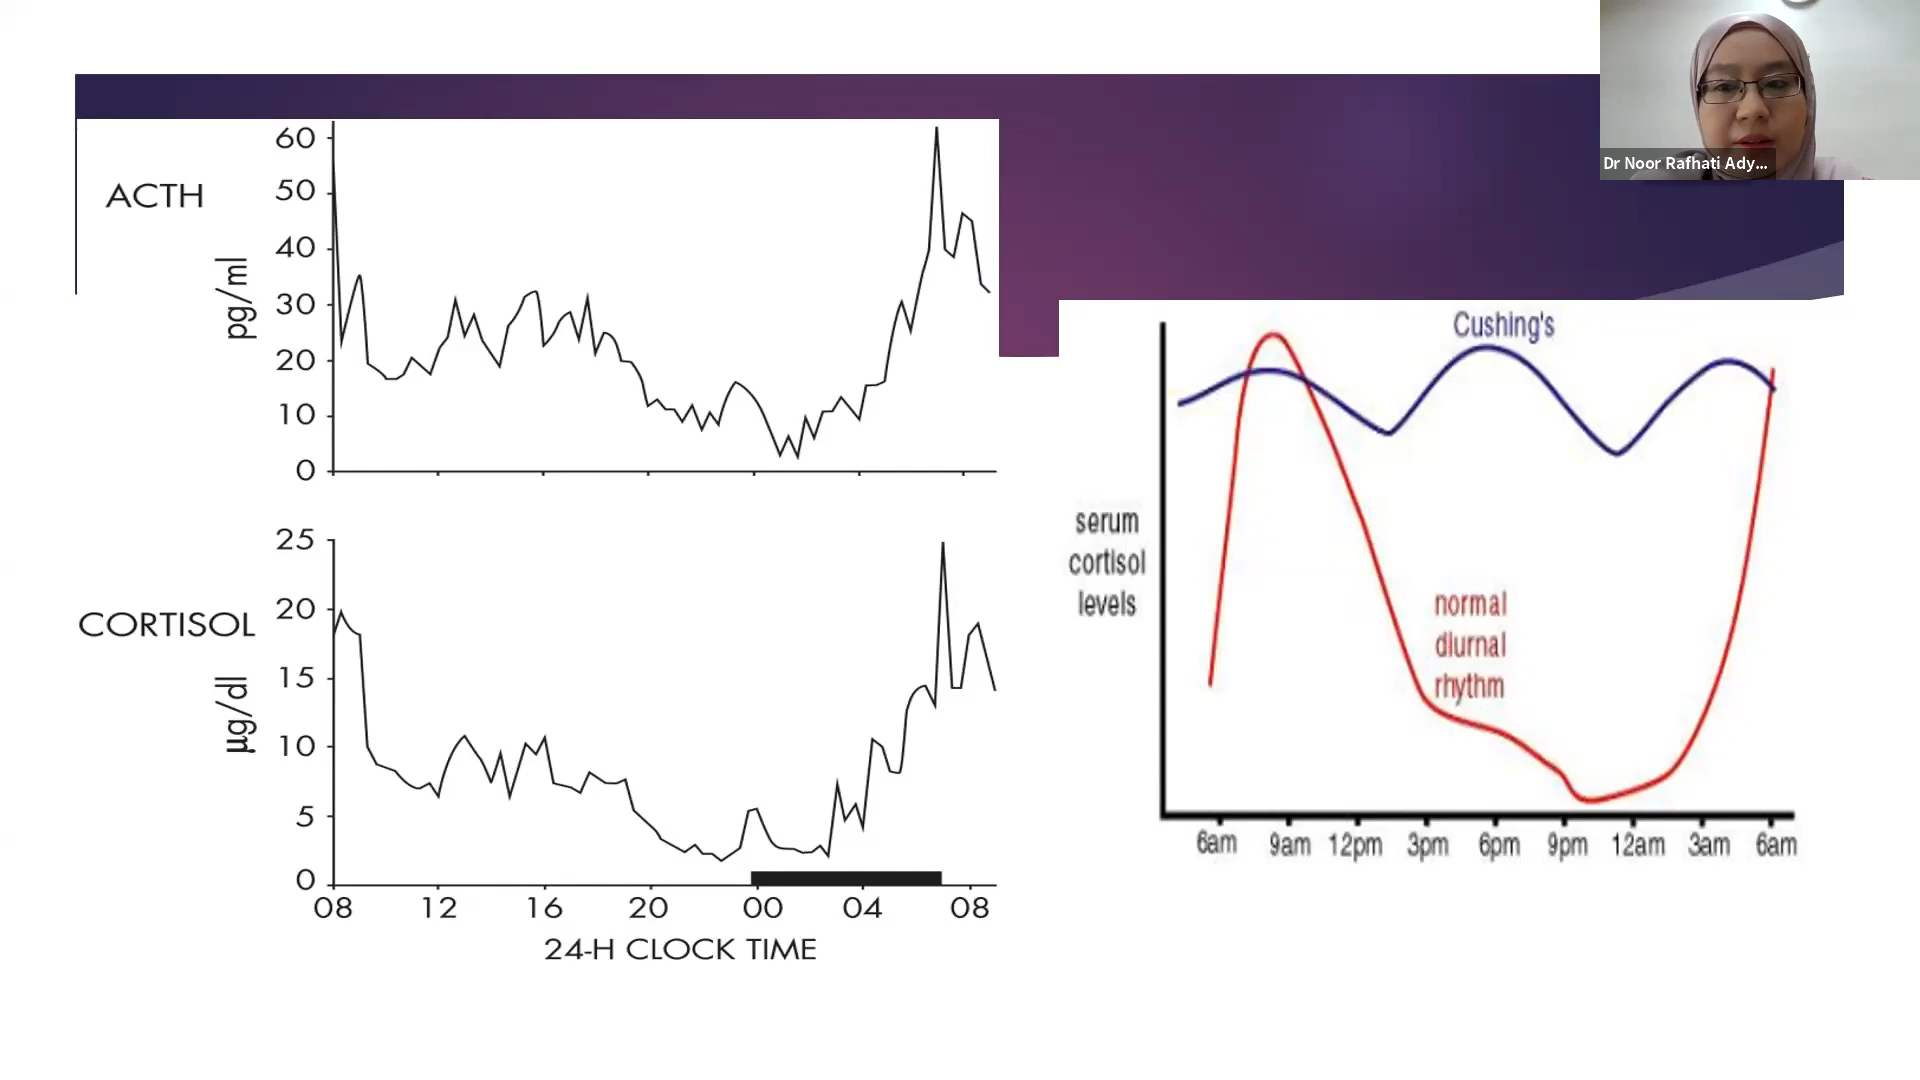 ACTH
pg/ml
60
50
40
30
20
10
0
CORTISOL
µg/dl
25
20
15
10
5
0
08 12 16 20 00 04 08
24-H CLOCK TIME
Cushing's
serum
cortisol
levels
normal
diurnal
rhythm
6am 9am 12pm 3pm 6pm 9pm 12am 3am 6am
Dr Noor Rafhati Ady...